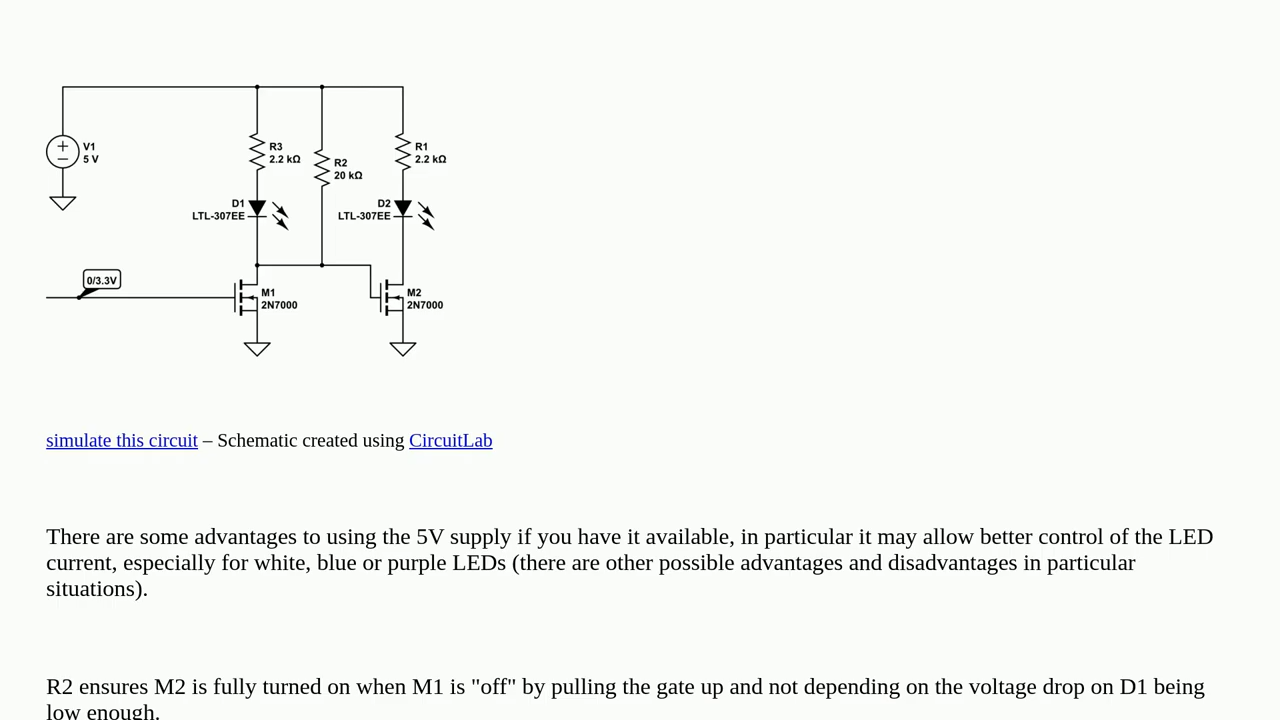 V1
5 V
R3
2.2 kΩ
R2
20 kΩ
R1
2.2 kΩ
D1
LTL-307EE
D2
LTL-307EE
0/3.3V
M1
2N7000
M2
2N7000
simulate this circuit – Schematic created using CircuitLab
There are some advantages to using the 5V supply if you have it available, in particular it may allow better control of the LED
current, especially for white, blue or purple LEDs (there are other possible advantages and disadvantages in particular
situations).
R2 ensures M2 is fully turned on when M1 is "off" by pulling the gate up and not depending on the voltage drop on D1 being
low enough.